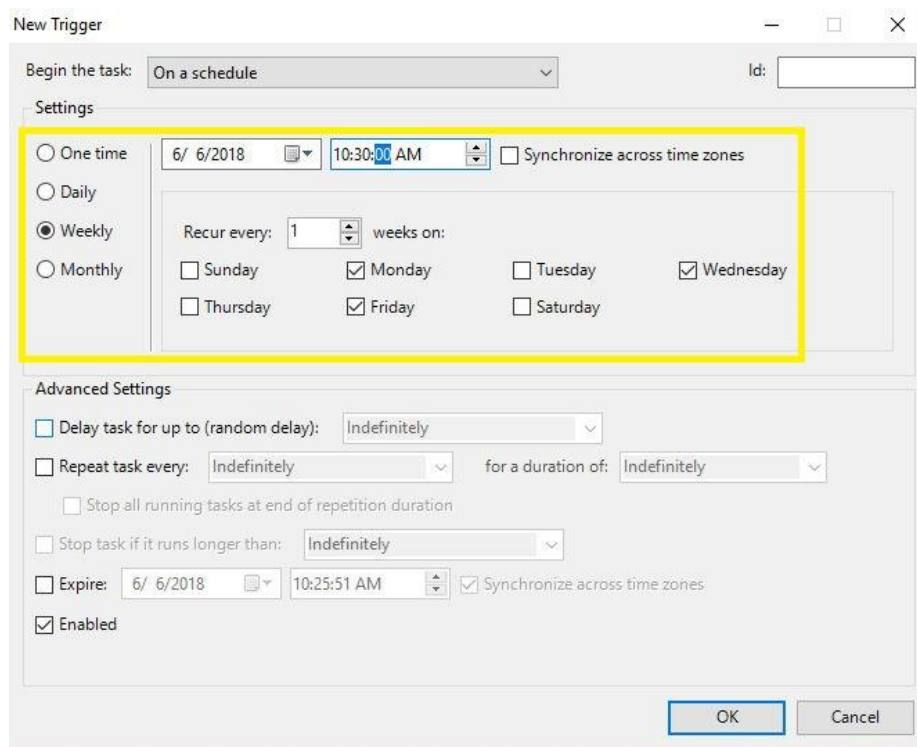 New Trigger
Begin the task: On a schedule Id:
Settings
One time 6/ 6/2018 10:30:00 AM Synchronize across time zones
Daily
Weekly Recur every: 1 weeks on:
Monthly Sunday Monday Tuesday Wednesday
Thursday Friday Saturday
Advanced Settings
Delay task for up to (random delay): Indefinitely
Repeat task every: Indefinitely for a duration of: Indefinitely
Stop all running tasks at end of repetition duration
Stop task if it runs longer than: Indefinitely
Expire: 6/ 6/2018 10:25:51 AM Synchronize across time zones
Enabled
OK Cancel